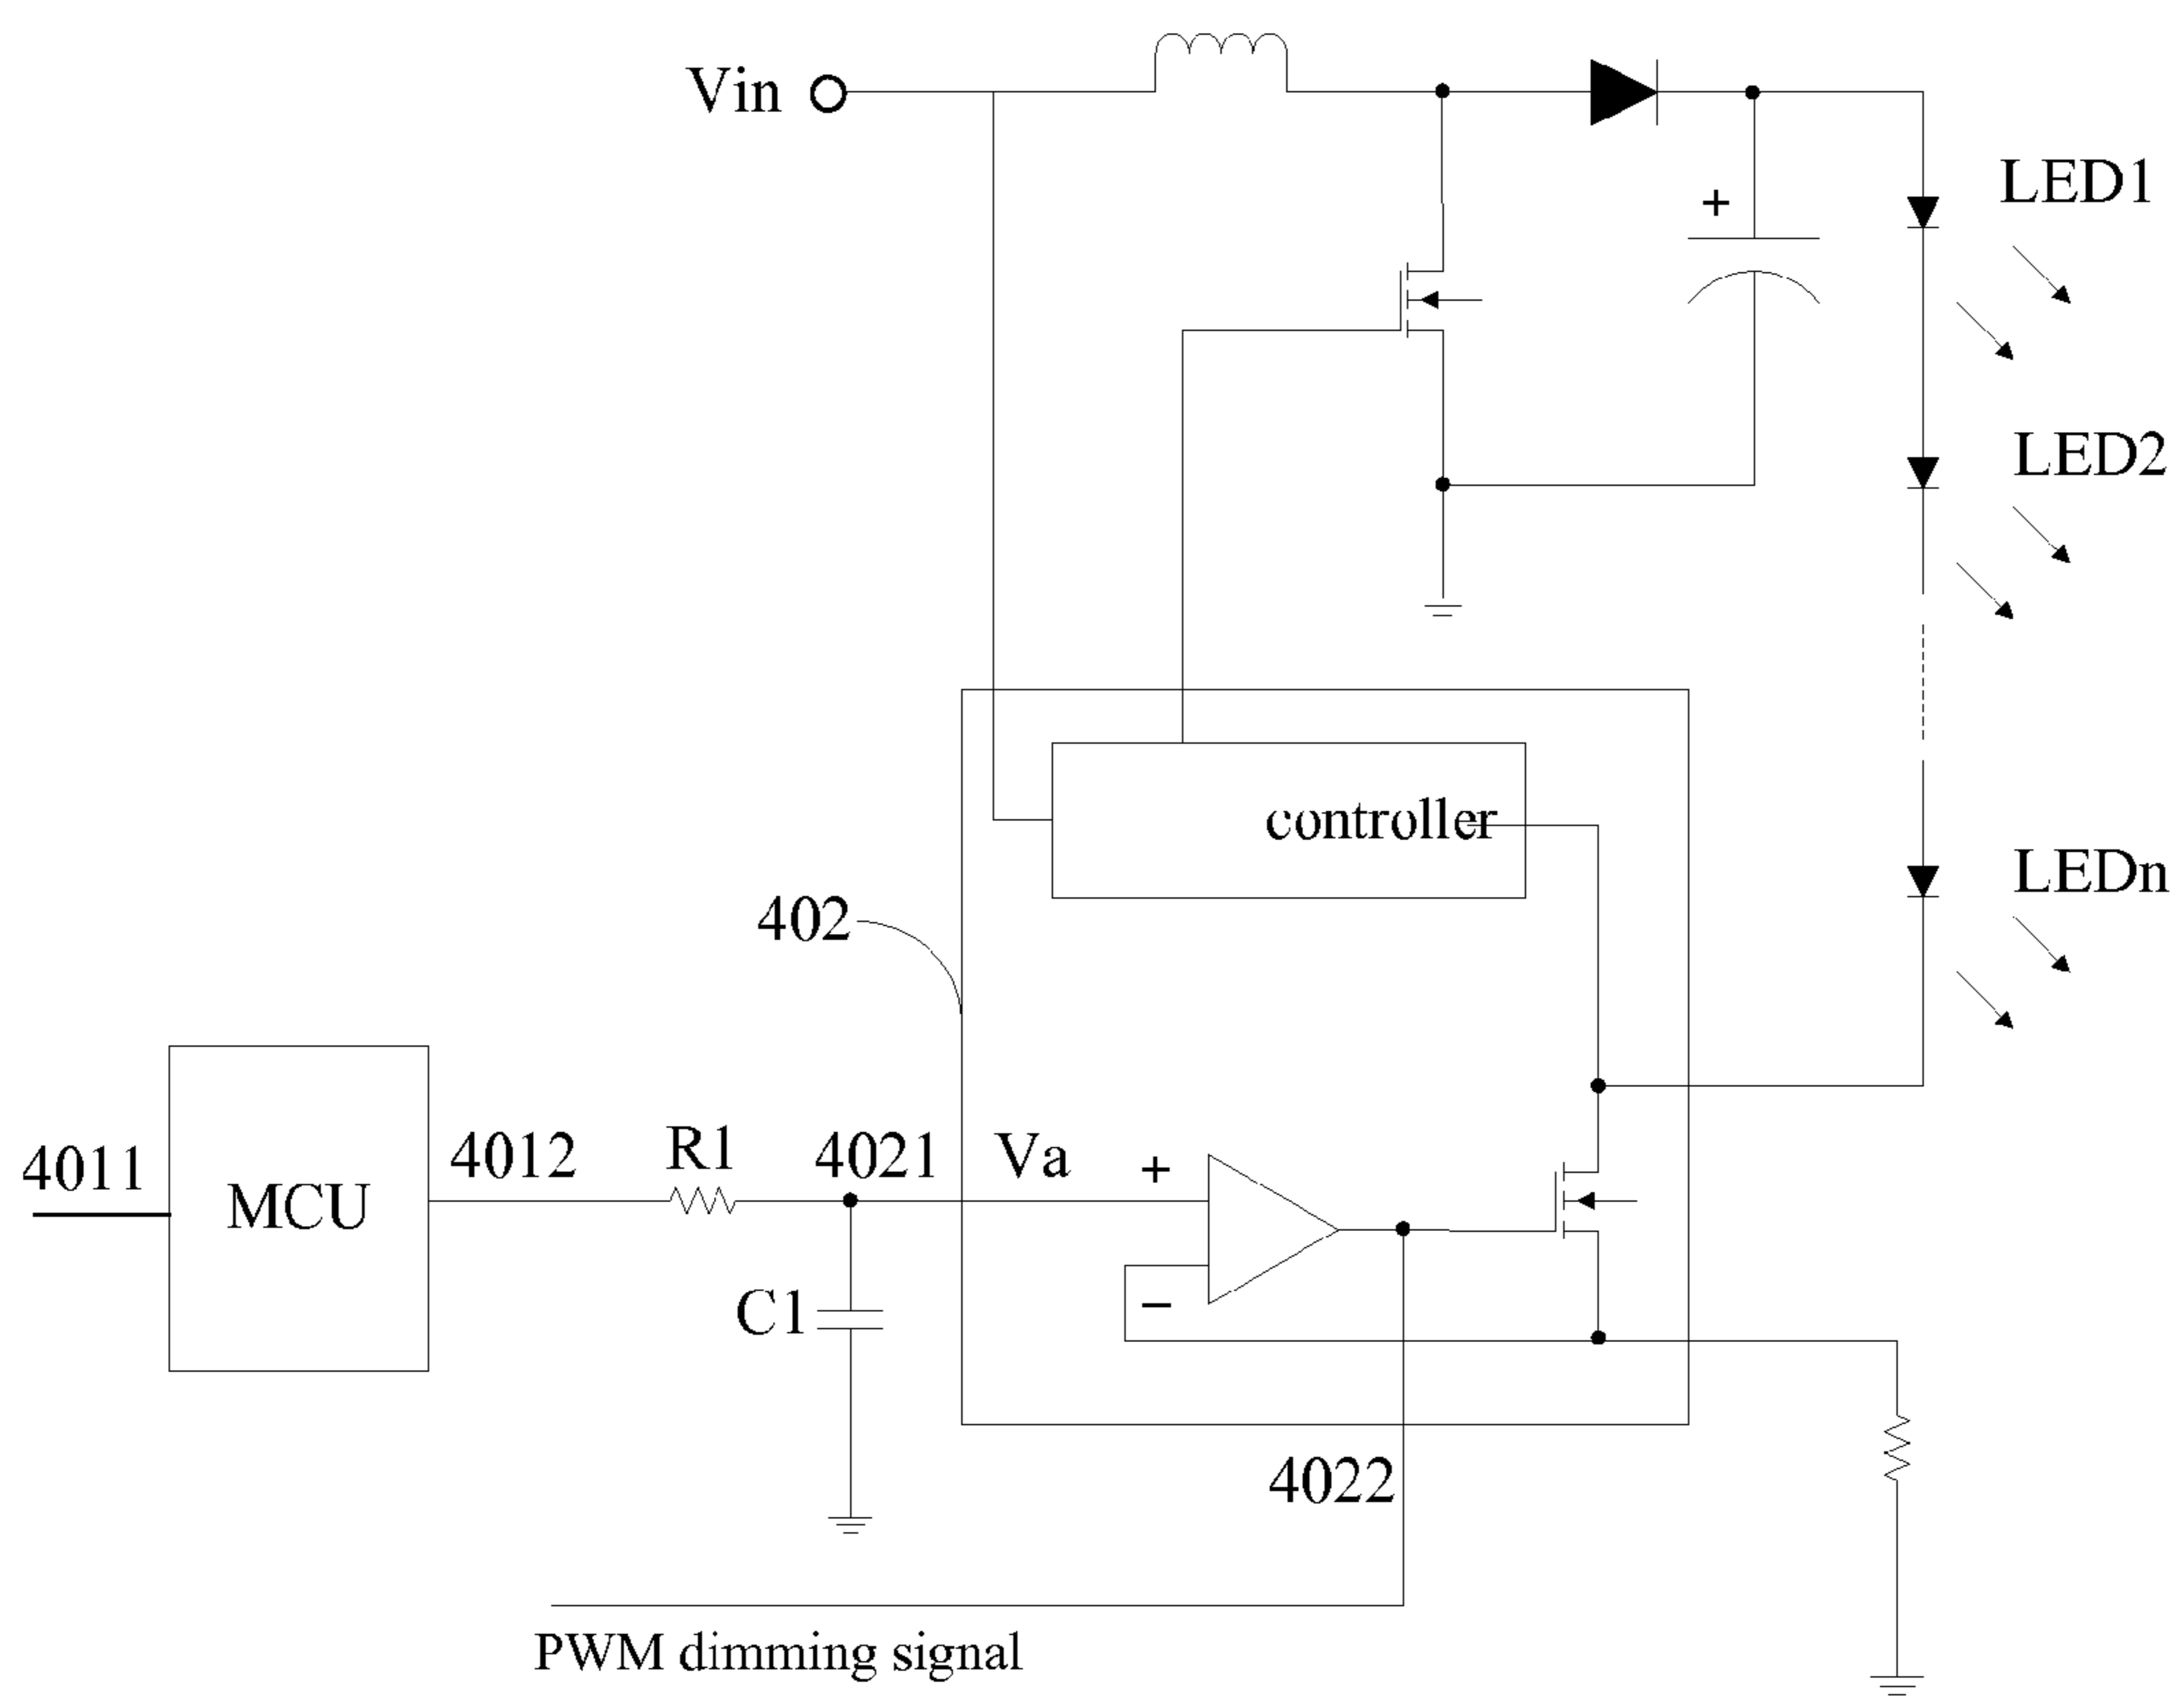 Vin
+
LED1
LED2
controller
LEDn
402
4011
MCU
4012
R1
4021
Va
+
C1
−
4022
PWM dimming signal